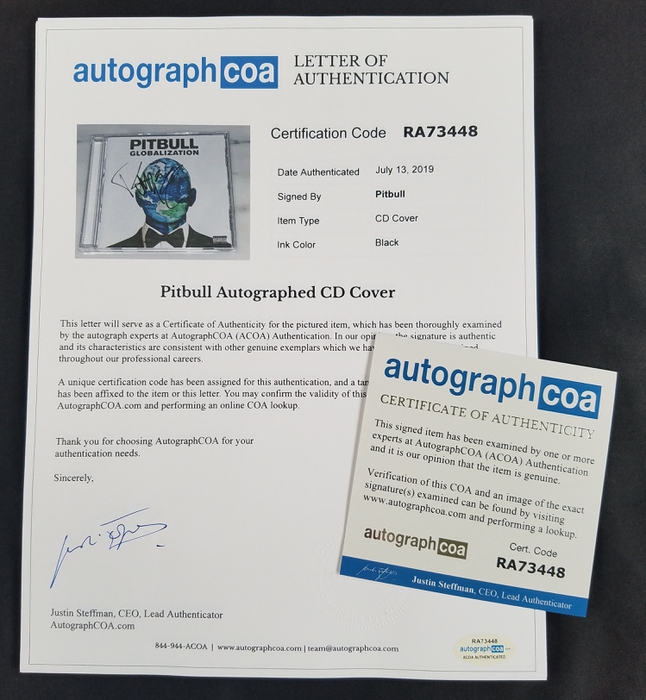 autographcoa
LETTER OF
AUTHENTICATION
PITBULL
GLOBALIZATION
Certification Code RA73448
Date Authenticated July 13, 2019
Signed By Pitbull
Item Type CD Cover
Ink Color Black
Pitbull Autographed CD Cover
This letter will serve as a Certificate of Authenticity for the pictured item, which has been thoroughly examined
by the autograph experts at AutographCOA (ACOA) Authentication. In our the signature is authentic
and its characteristics are consistent with other genuine exemplars which we
throughout our professional careers.
A unique certification code has been assigned for this authentication, and a
has been affixed to the item or this letter. You may confirm the validity of this
AutographCOA.com and performing an online COA lookup.
Thank you for choosing AutographCOA for your
authentication needs.
Sincerely,
Justin Steffman, CEO, Lead Authenticator
AutographCOA.com
844-944-ACOA | www.autographcoa.com | team@autographcoa.com
RA73448
autographcoa
ACOA AUTHENTICATED
autographcoa
CERTIFICATE OF AUTHENTICITY
This signed item has been examined by one or more
experts at AutographCOA (ACOA) Authentication
and it is our opinion that the item is genuine.
Verification of this COA and an image of the exact
signature(s) examined can be found by visiting
www.autographcoa.com and performing a lookup.
autographcoa
Cert. Code
RA73448
Justin Steffman, CEO, Lead Authenticator